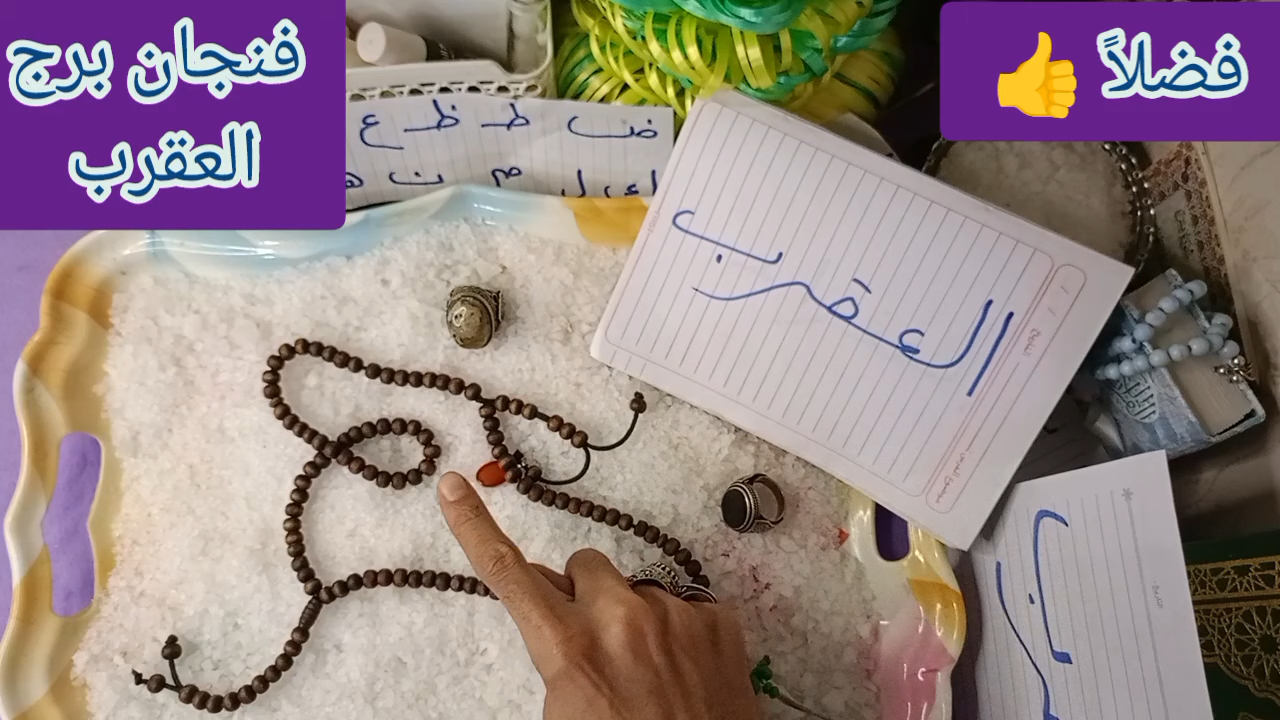 فنجان برج
العقرب
فضلاً 👍
ض ط ظ ع
ل م ن ه
العقرب